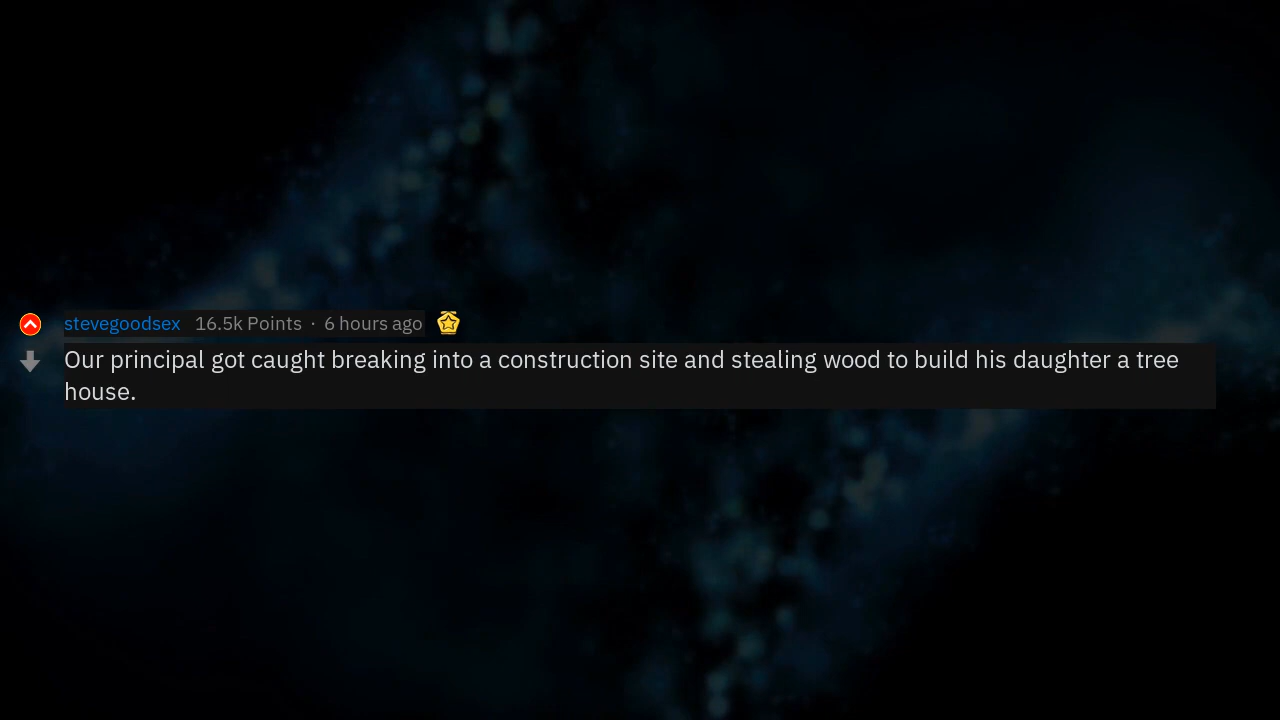 stevegoodsex 16.5k Points · 6 hours ago
Our principal got caught breaking into a construction site and stealing wood to build his daughter a tree
house.